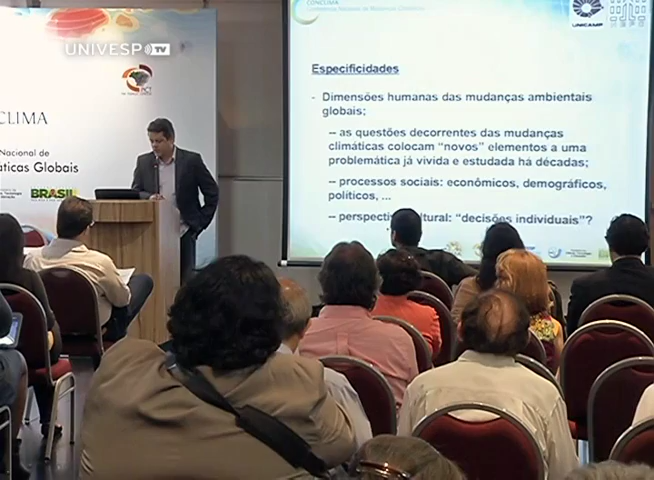 UNIVESP TV
CONCLIMA
UNICAMP
CLIMA
Nacional de
áticas Globais
BRASIL
Especificidades
- Dimensões humanas das mudanças ambientais
globais;
-- as questões decorrentes das mudanças
climáticas colocam “novos” elementos a uma
problemática já vivida e estudada há décadas;
-- processos sociais: econômicos, demográficos,
políticos, ...
-- perspectiva cultural: “decisões individuais”?